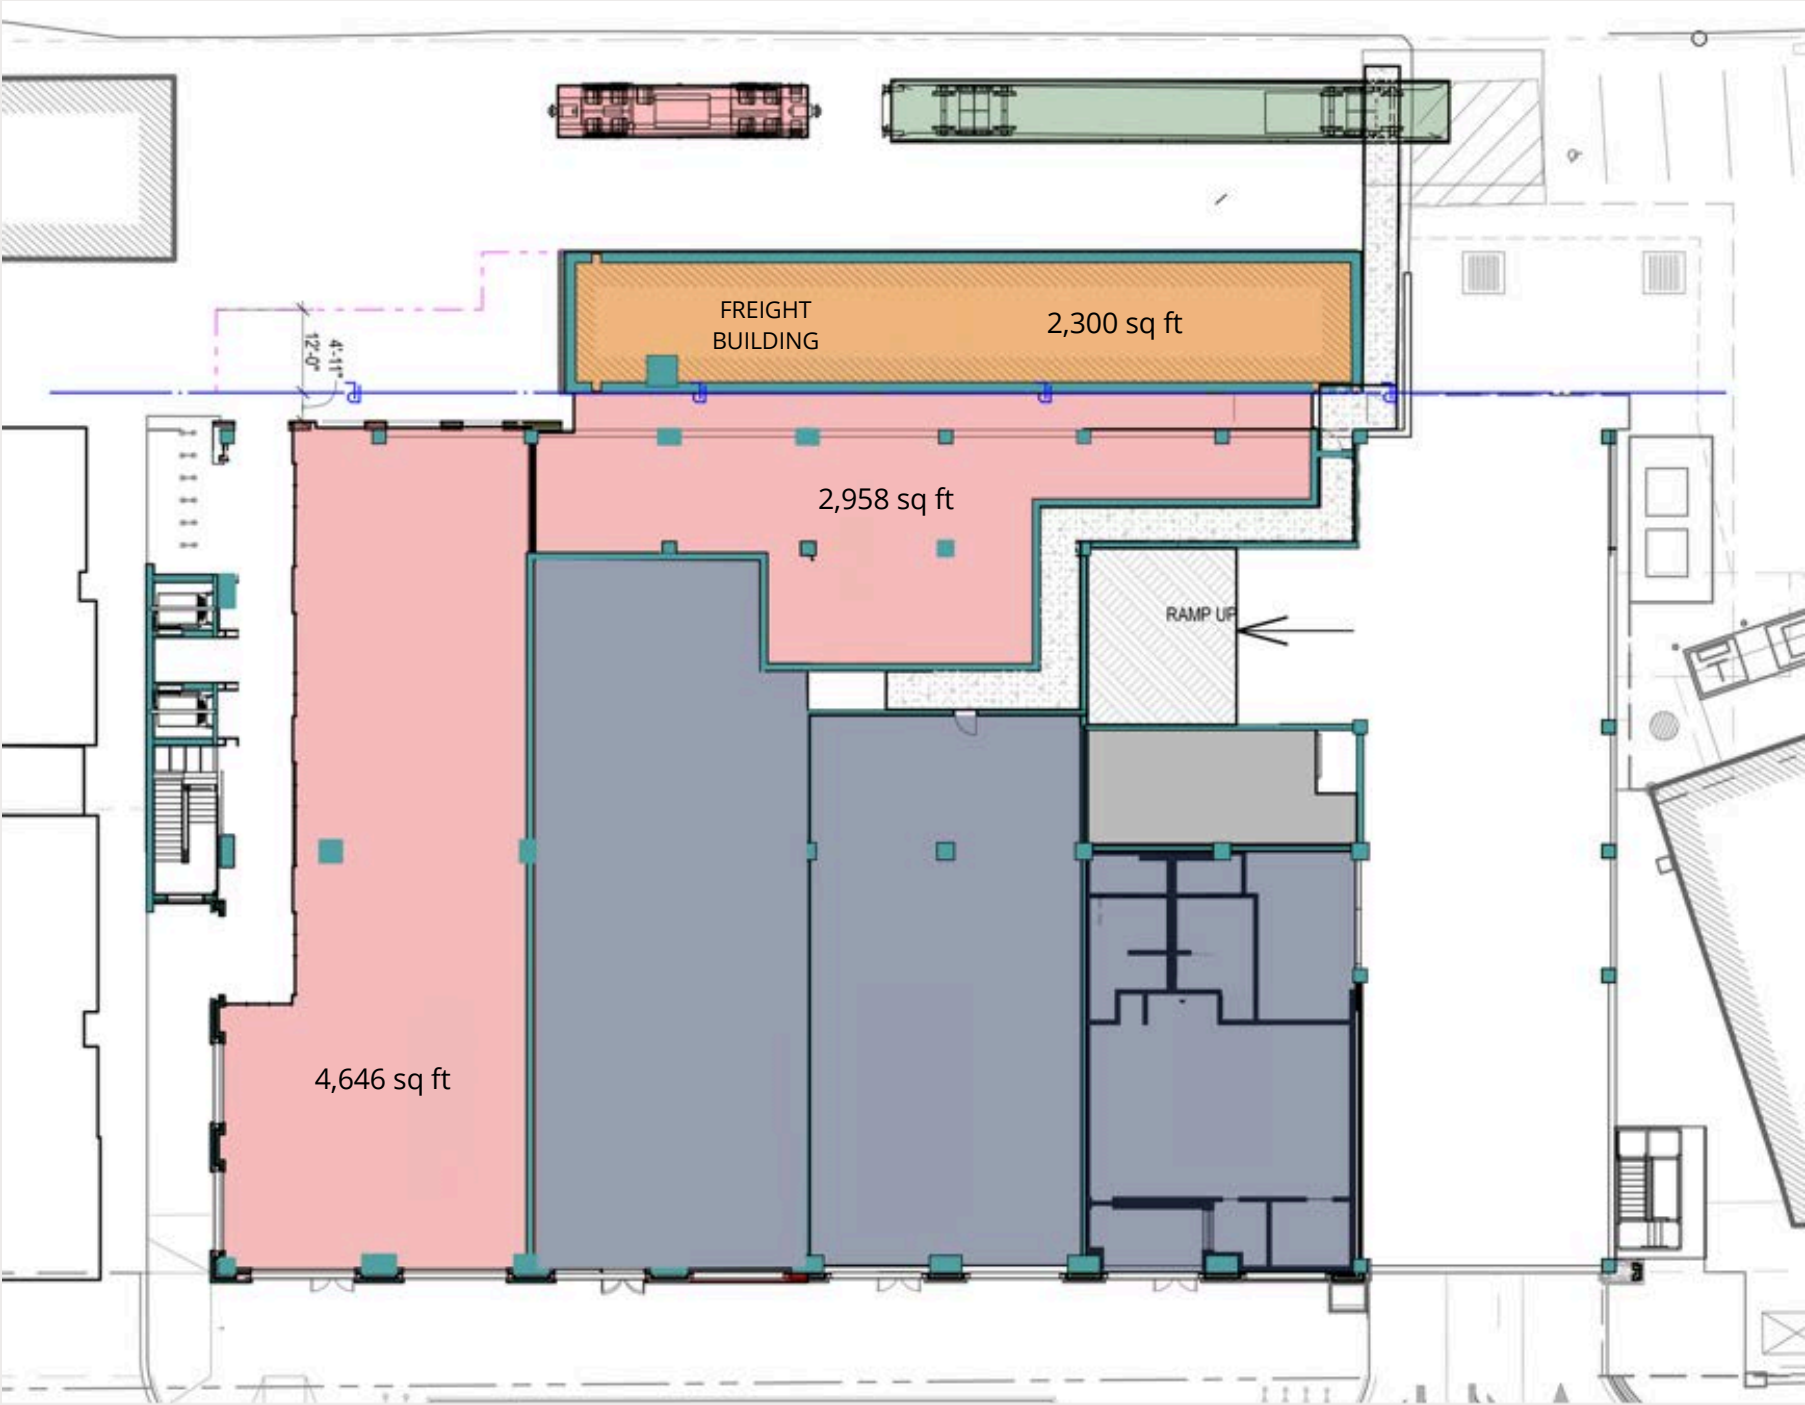 FREIGHT
BUILDING
2,300 sq ft
4'-11"
12'-0"
2,958 sq ft
RAMP UP
4,646 sq ft